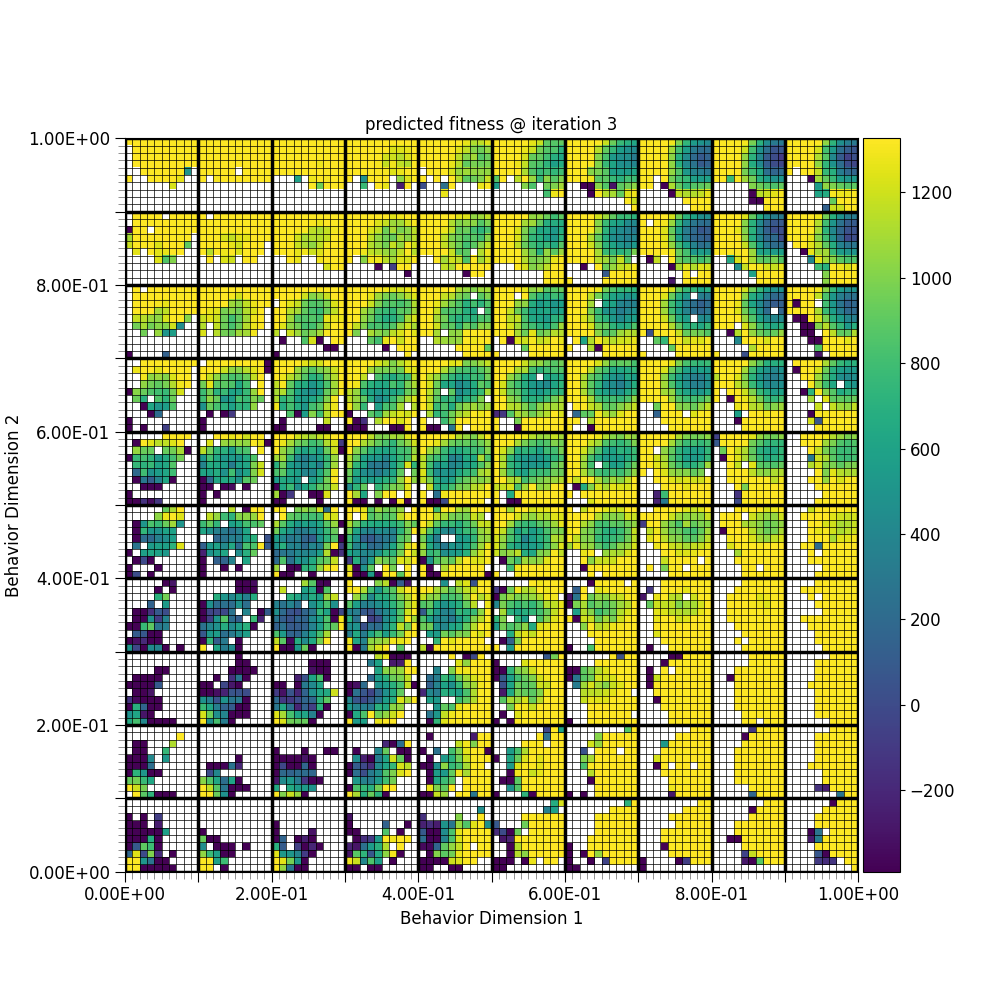 predicted fitness @ iteration 3
1.00E+00
8.00E-01
6.00E-01
4.00E-01
2.00E-01
0.00E+00
Behavior Dimension 2
0.00E+00 2.00E-01 4.00E-01 6.00E-01 8.00E-01 1.00E+00
Behavior Dimension 1
1200
1000
800
600
400
200
0
−200